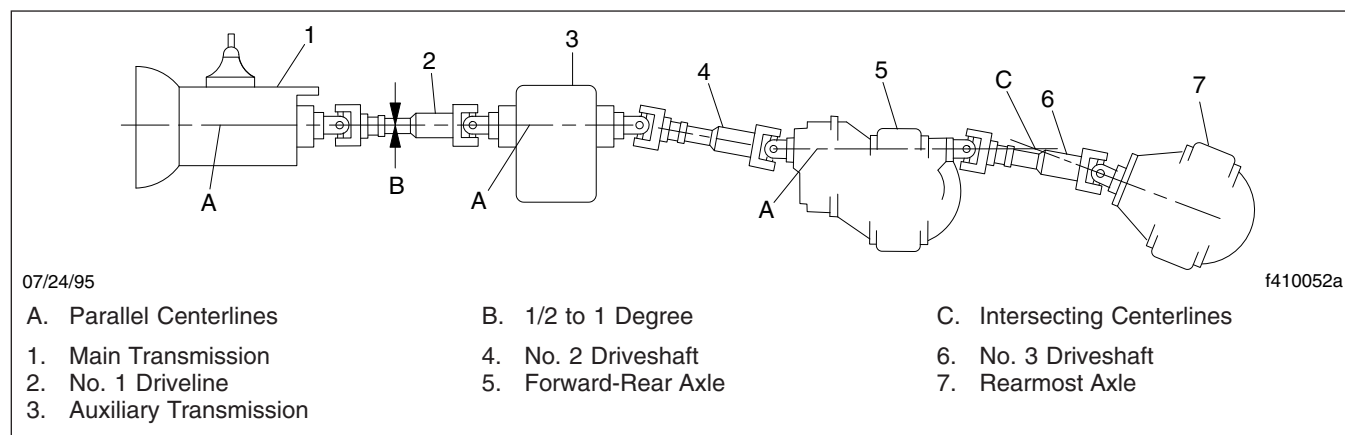 1
2
3
4
5
C
6
7
A
B
A
A
07/24/95
f410052a
A. Parallel Centerlines
B. 1/2 to 1 Degree
C. Intersecting Centerlines
1. Main Transmission
4. No. 2 Driveshaft
6. No. 3 Driveshaft
2. No. 1 Driveline
5. Forward-Rear Axle
7. Rearmost Axle
3. Auxiliary Transmission